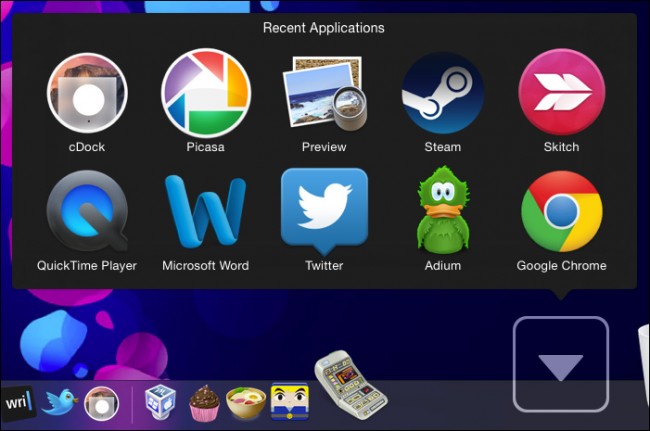 Recent Applications
cDock Picasa Preview Steam Skitch
QuickTime Player Microsoft Word Twitter Adium Google Chrome
wri